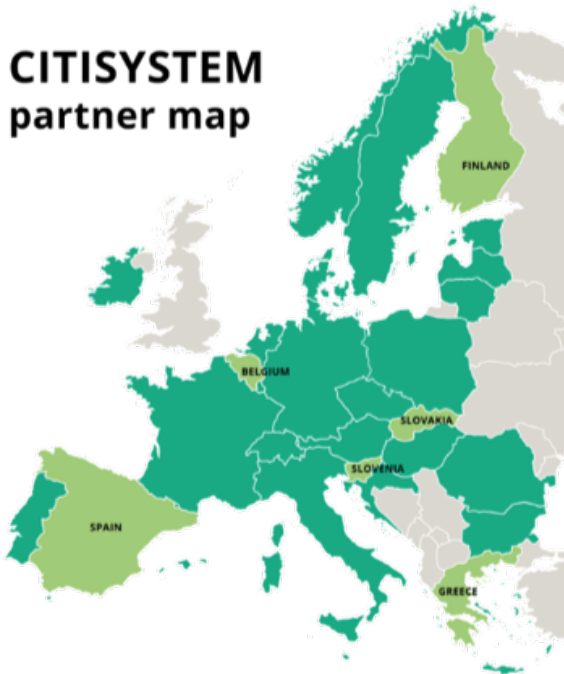 CITISYSTEM
partner map
FINLAND
BELGIUM
SLOVAKIA
SLOVENIA
SPAIN
GREECE